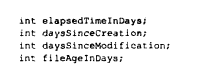 int elapsedTimeInDays;
int daysSinceCreation;
int daysSinceModification;
int fileAgeInDays;